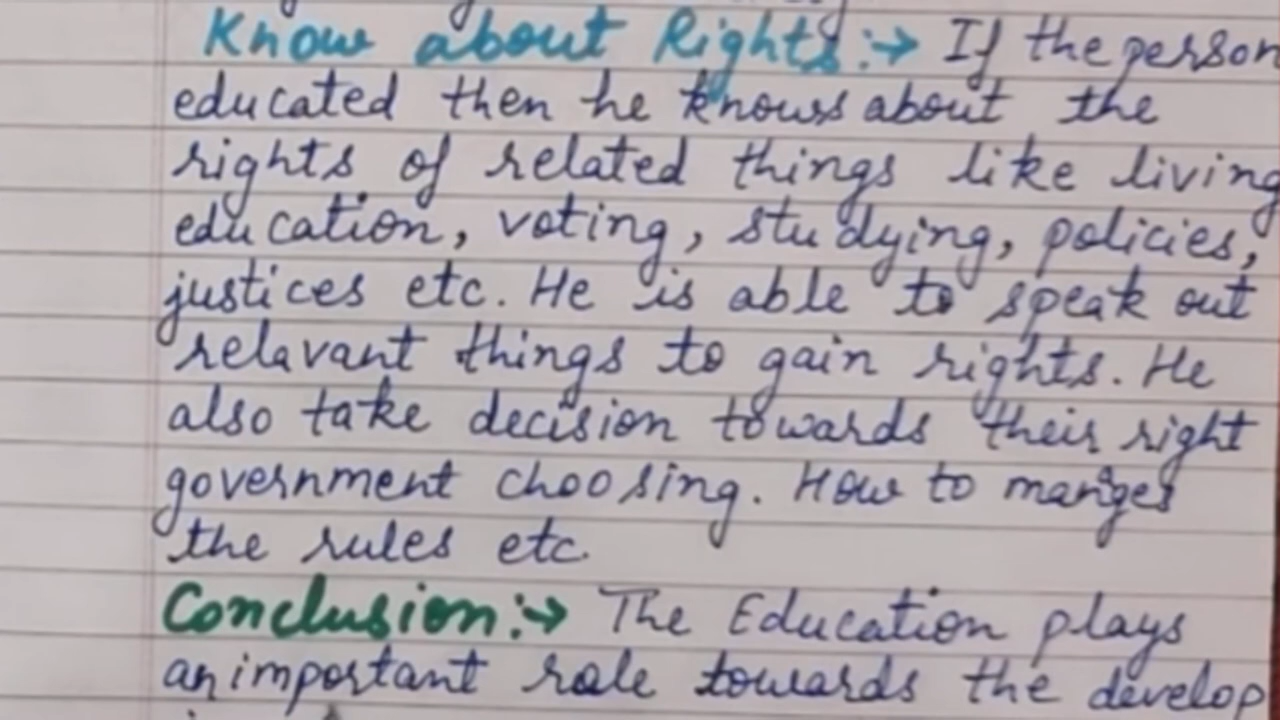 Know about Rights:→ If the person
educated then he knows about the
rights of related things like living
education, voting, studying, policies,
justices etc. He is able to speak out
relavant things to gain rights. He
also take decision towards their right
government choosing. How to manges
the rules etc.
Conclusion:→ The Education plays
an important role towards the develop